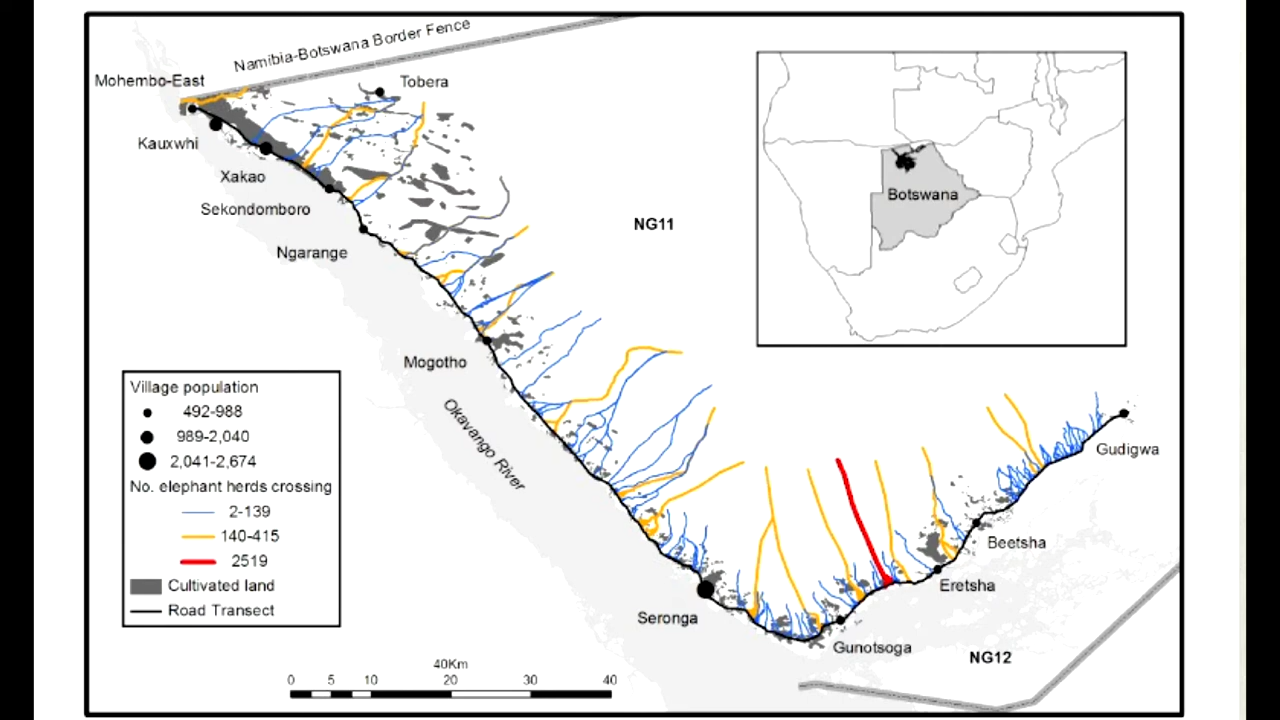 Namibia-Botswana Border Fence
Mohembo-East
Tobera
Kauxwhi
Xakao
Sekondomboro
Ngarange
NG11
Botswana
Mogotho
Okavango River
Village population
492-988
989-2,040
2,041-2,674
No. elephant herds crossing
2-139
140-415
2519
Cultivated land
Road Transect
Gudigwa
Beetsha
Eretsha
Seronga
Gunotsoga
NG12
40Km
0 5 10 20 30 40